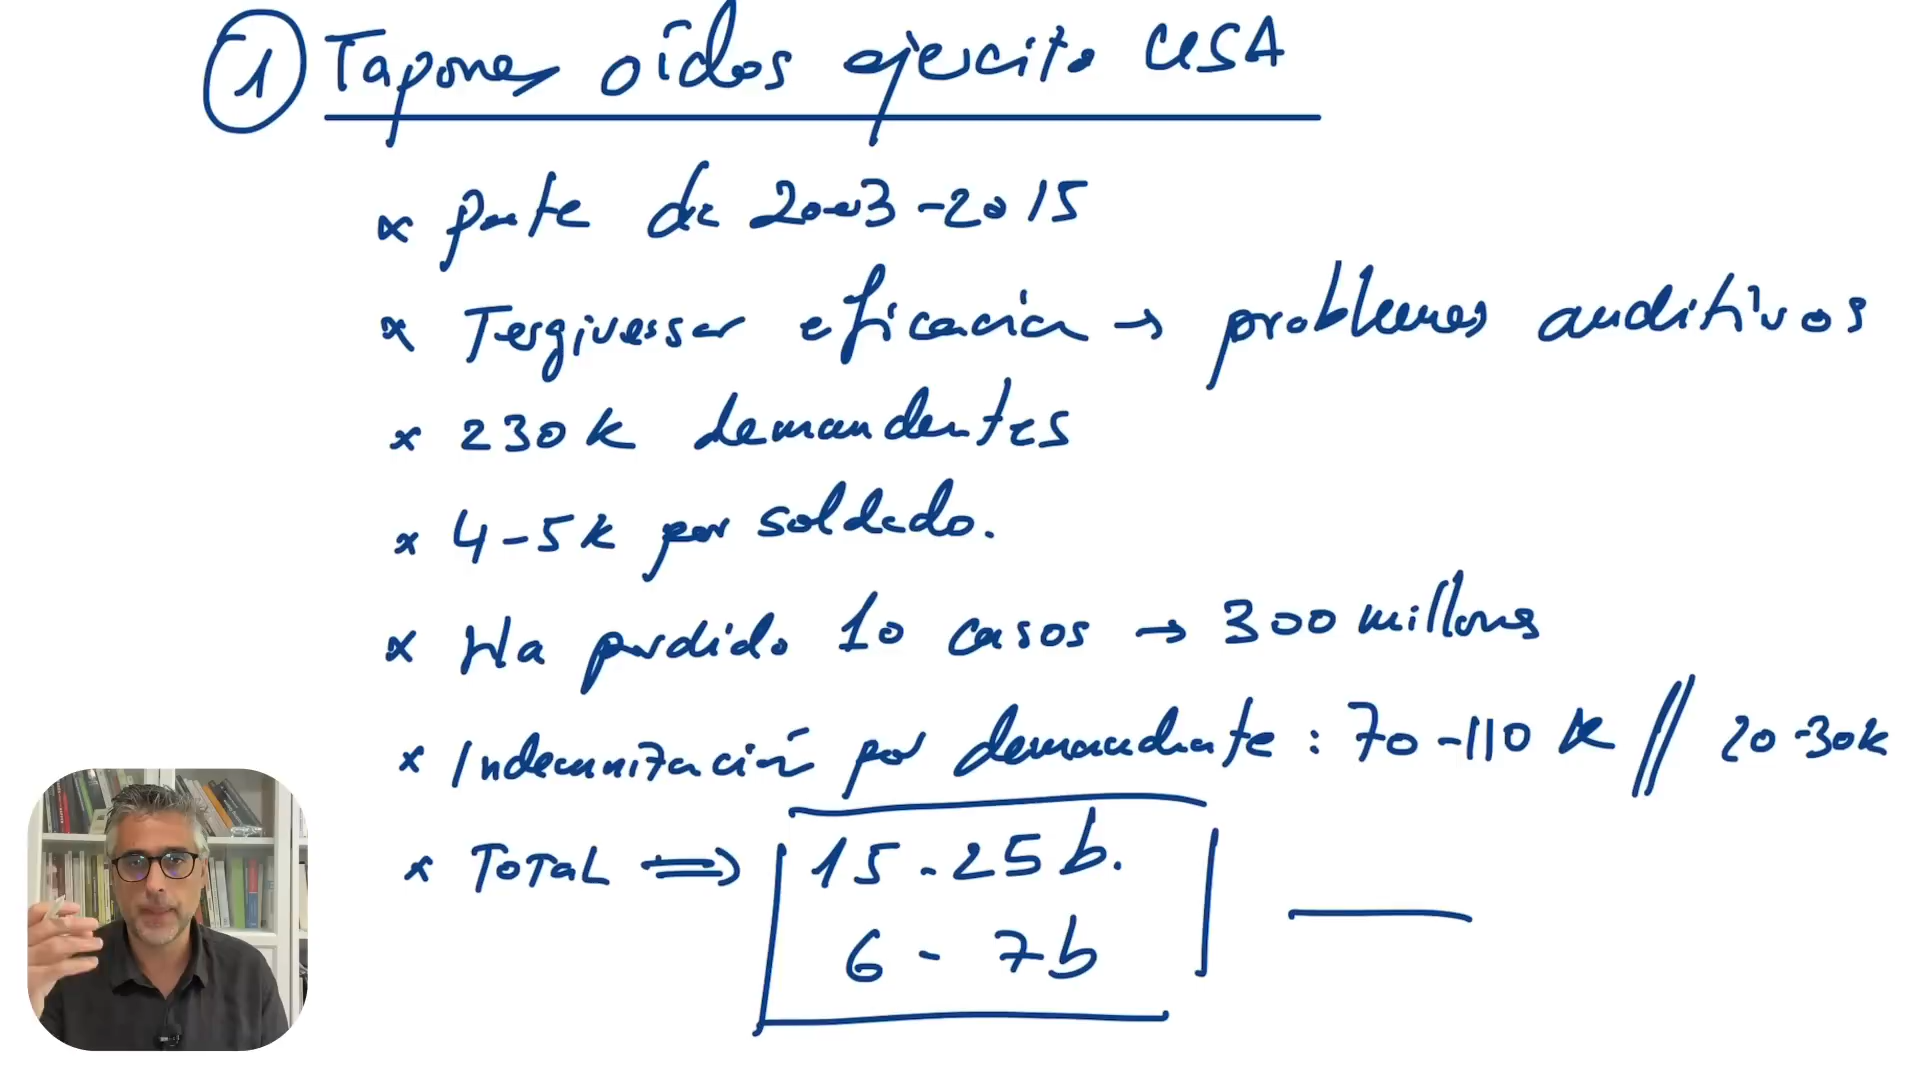 1 Tapones oídos ejercito USA
× parte de 2003-2015
× Tergiversar eficacia → problemas auditivos
× 230k demandantes
× 4-5k por soldado.
× Ha perdido 10 casos → 300 millones
× Indemnización por demandante: 70-110k // 20-30k
× TOTAL ⇒ 15-25b.
6-7b